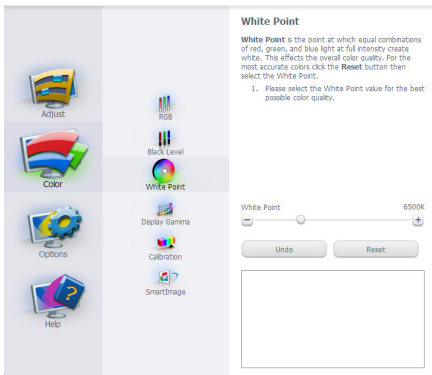 Adjust
Color
Options
Help
RGB
Black Level
White Point
Display Gamma
Calibration
SmartImage
White Point
White Point is the point at which equal combinations
of red, green, and blue light at full intensity create
white. This effects the overall color quality. For the
most accurate colors click the Reset button then
select the White Point.
1. Please select the White Point value for the best
possible color quality.
White Point 6500K
Undo Reset